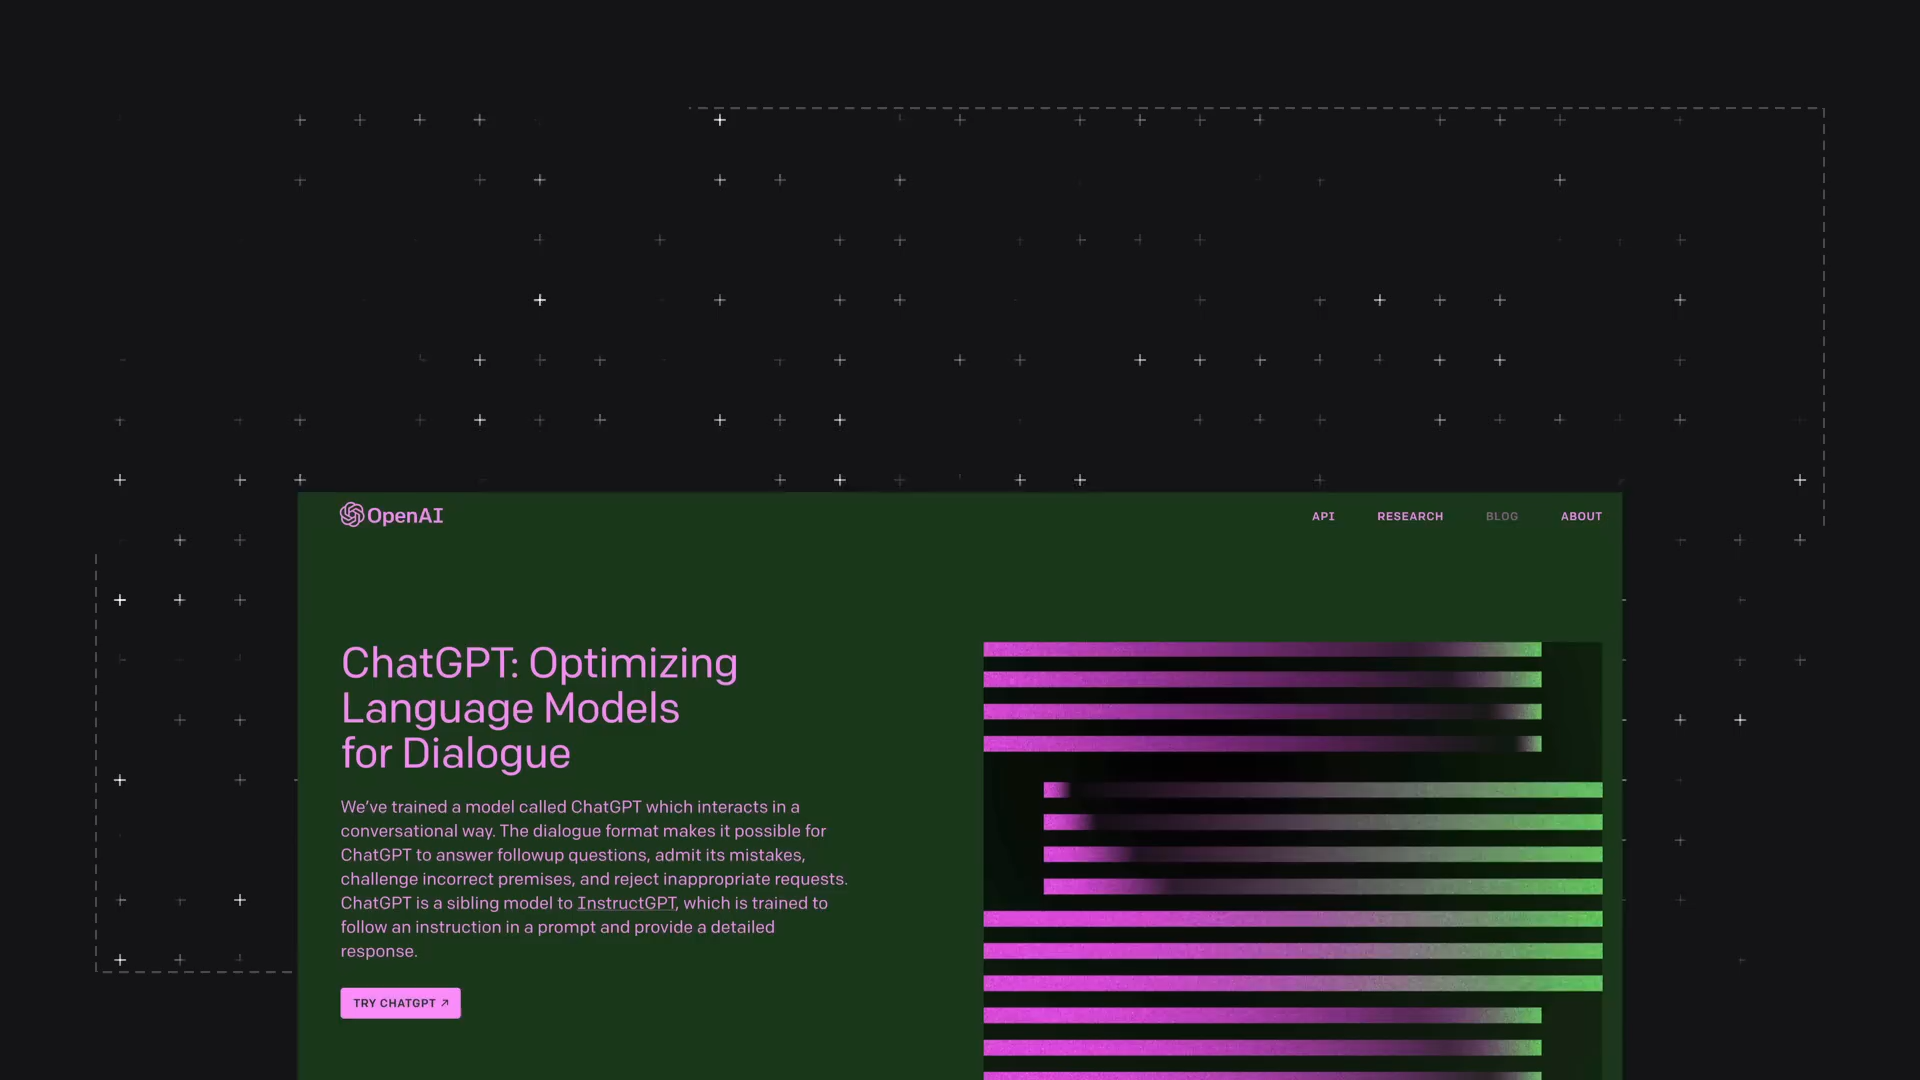 OpenAI
API RESEARCH BLOG ABOUT
ChatGPT: Optimizing
Language Models
for Dialogue
We’ve trained a model called ChatGPT which interacts in a
conversational way. The dialogue format makes it possible for
ChatGPT to answer followup questions, admit its mistakes,
challenge incorrect premises, and reject inappropriate requests.
ChatGPT is a sibling model to InstructGPT, which is trained to
follow an instruction in a prompt and provide a detailed
response.
TRY CHATGPT ↗